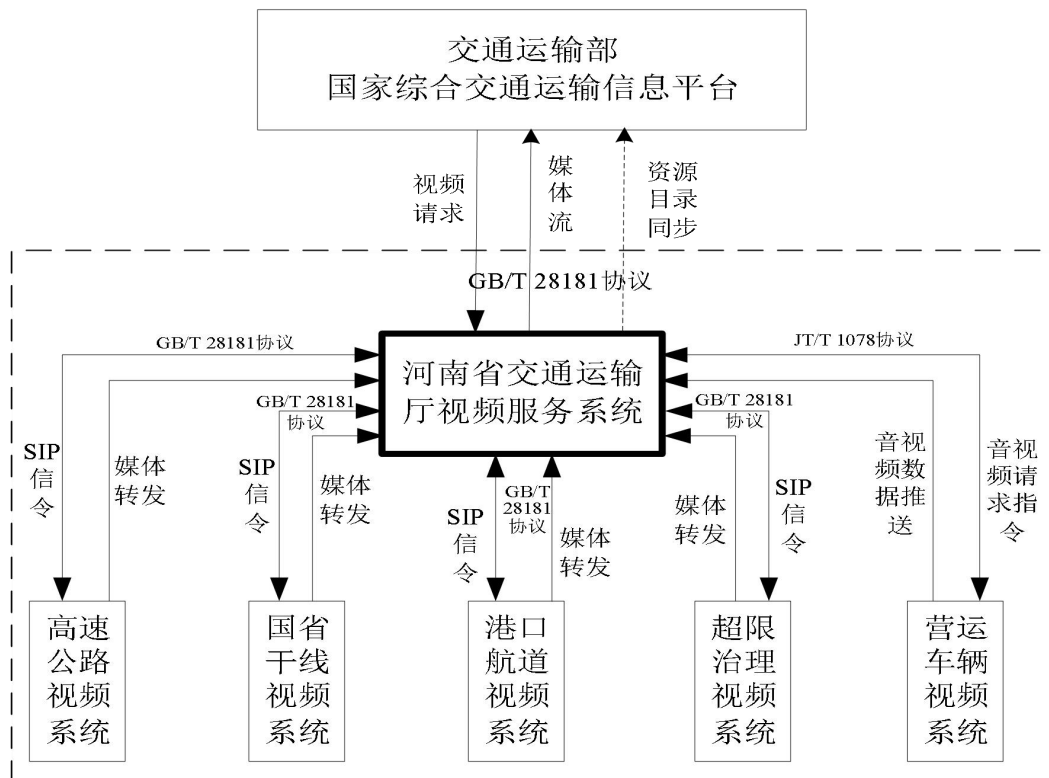 交通运输部
国家综合交通运输信息平台
视频
请求
媒
体
流
资源
目录
同步
GB/T 28181协议
GB/T 28181协议
JT/T 1078协议
河南省交通运输
厅视频服务系统
GB/T 28181
协议
GB/T 28181
协议
SIP
信
令
媒体
转发
SIP
信
令
媒体
转发
SIP
信
令
GB/T
28181
协议
媒体
转发
媒体
转发
SIP
信
令
音视
频数
据推
送
音视
频请
求指
令
高速
公路
视频
系统
国省
干线
视频
系统
港口
航道
视频
系统
超限
治理
视频
系统
营运
车辆
视频
系统